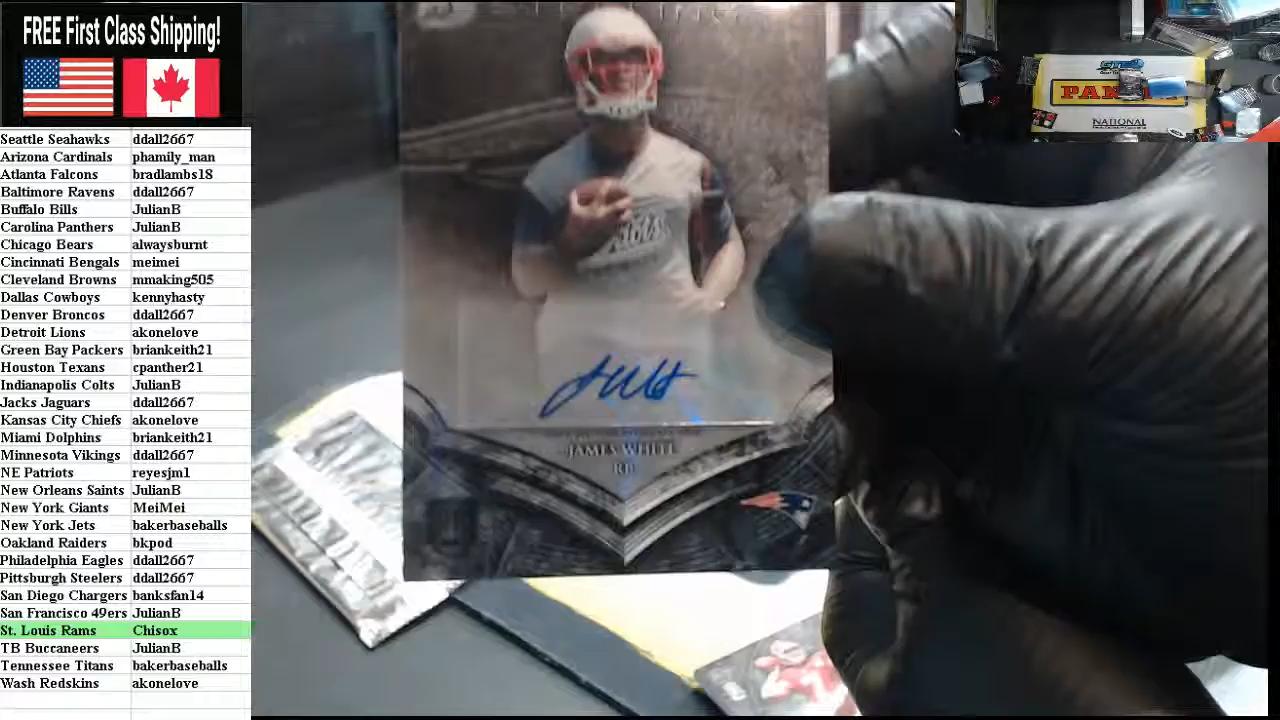 FREE First Class Shipping!
Seattle Seahawks ddall2667
Arizona Cardinals phamily_man
Atlanta Falcons bradlambs18
Baltimore Ravens ddall2667
Buffalo Bills JulianB
Carolina Panthers JulianB
Chicago Bears alwaysburnt
Cincinnati Bengals meimei
Cleveland Browns mmaking505
Dallas Cowboys kennyhasty
Denver Broncos ddall2667
Detroit Lions akonelove
Green Bay Packers briankeith21
Houston Texans cpanther21
Indianapolis Colts JulianB
Jacks Jaguars ddall2667
Kansas City Chiefs akonelove
Miami Dolphins briankeith21
Minnesota Vikings ddall2667
NE Patriots reyesjm1
New Orleans Saints JulianB
New York Giants MeiMei
New York Jets bakerbaseballs
Oakland Raiders bkpod
Philadelphia Eagles ddall2667
Pittsburgh Steelers ddall2667
San Diego Chargers banksfan14
San Francisco 49ers JulianB
St. Louis Rams Chisox
TB Buccaneers JulianB
Tennessee Titans bakerbaseballs
Wash Redskins akonelove
JAMES WHITE
RB
NATIONAL